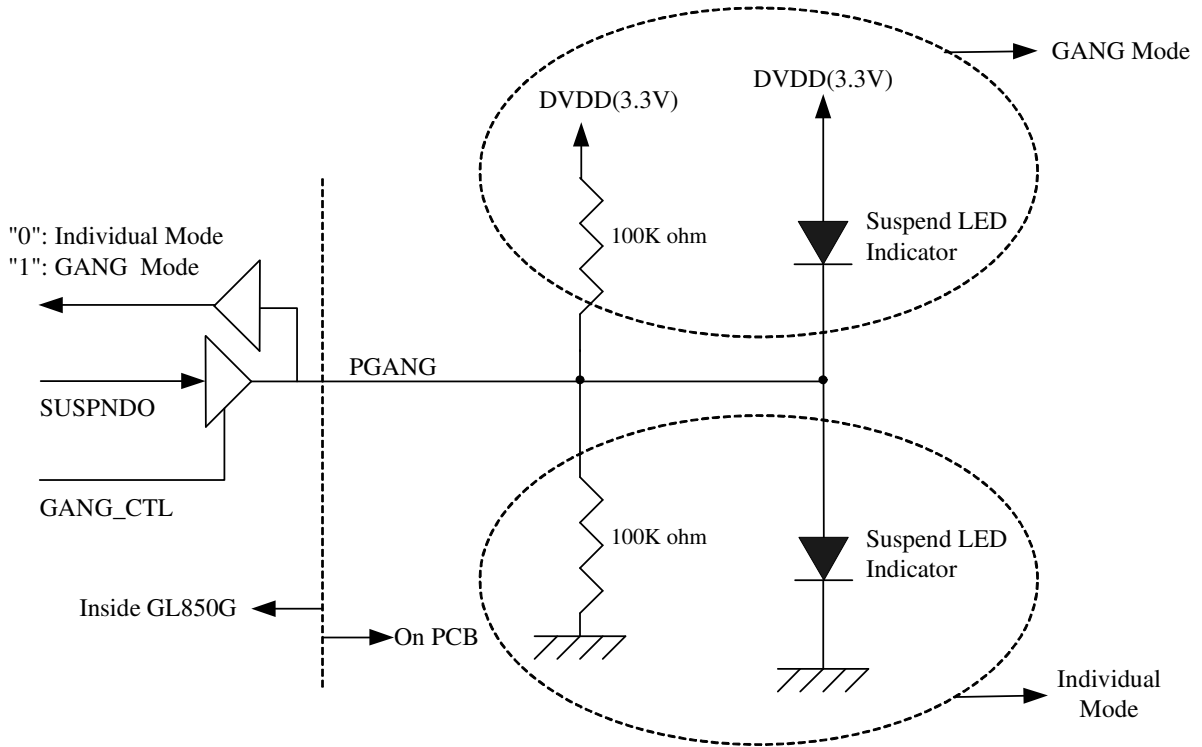 GANG Mode
DVDD(3.3V)
DVDD(3.3V)
"0": Individual Mode
"1": GANG Mode
100K ohm
Suspend LED
Indicator
PGANG
SUSPNDO
GANG_CTL
100K ohm
Suspend LED
Indicator
Inside GL850G
On PCB
Individual
Mode